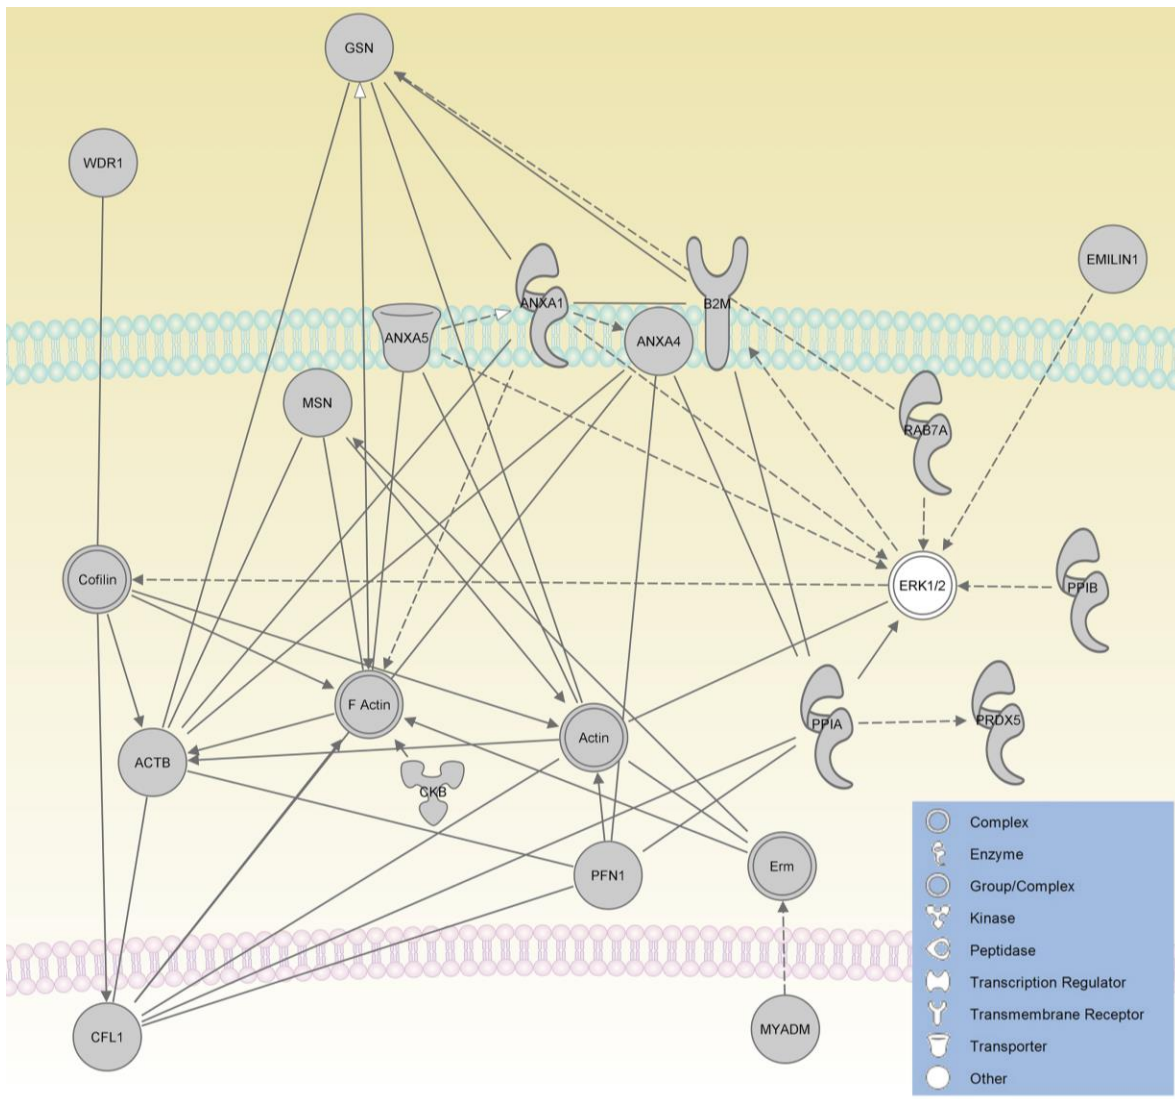 GSN
WDR1
EMILIN1
ANXA1
B2M
ANXA5
ANXA4
MSN
RAB7A
Cofilin
ERK1/2
PPIB
F Actin
PPIA
PRDX5
Actin
ACTB
CKB
PFN1
Erm
CFL1
MYADM
Complex
Enzyme
Group/Complex
Kinase
Peptidase
Transcription Regulator
Transmembrane Receptor
Transporter
Other